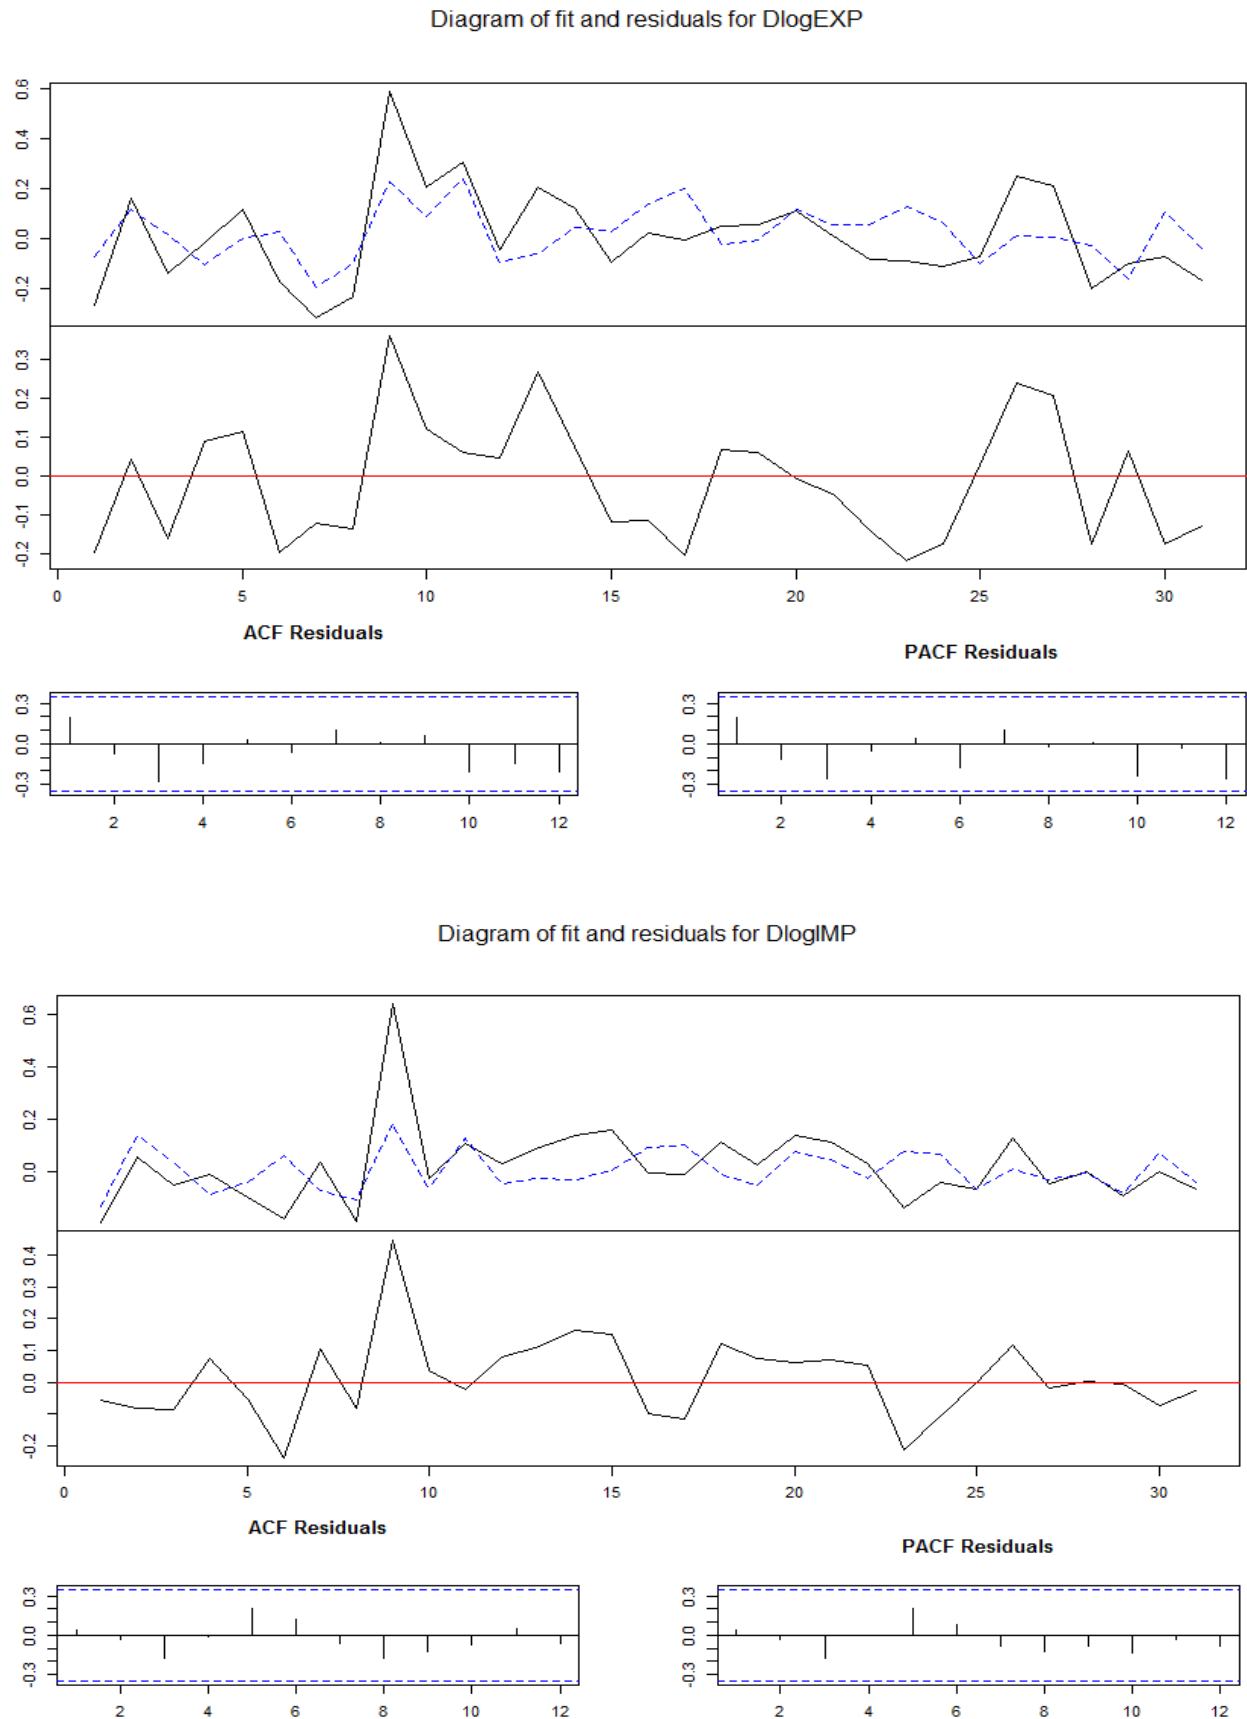 Diagram of fit and residuals for DlogEXP
0.6
0.4
0.2
0.0
-0.2
0.3
0.2
0.1
0.0
-0.1
-0.2
0 5 10 15 20 25 30
ACF Residuals
PACF Residuals
0.3
0.0
-0.3
2 4 6 8 10 12
0.3
0.0
-0.3
2 4 6 8 10 12
Diagram of fit and residuals for DlogIMP
0.6
0.4
0.2
0.0
0.4
0.3
0.2
0.1
0.0
-0.2
0 5 10 15 20 25 30
ACF Residuals
PACF Residuals
0.3
0.0
-0.3
2 4 6 8 10 12
0.3
0.0
-0.3
2 4 6 8 10 12